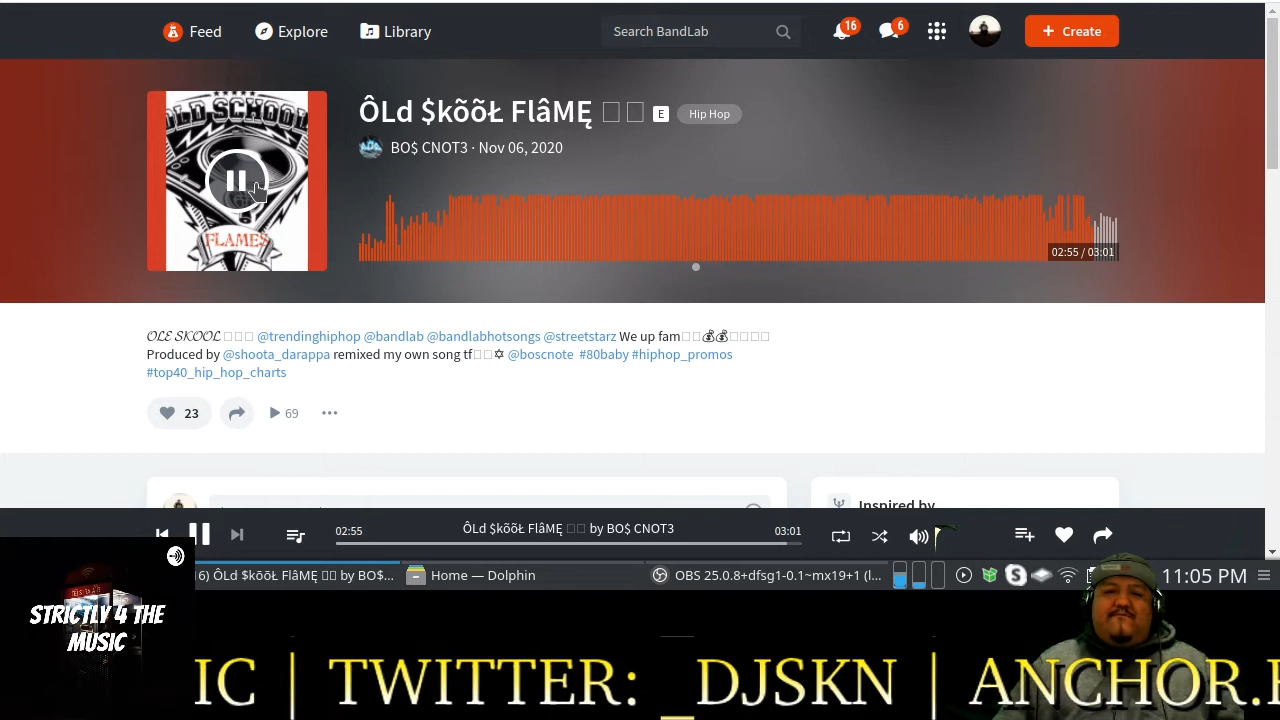 Feed
Explore
Library
Search BandLab
16
6
+ Create
OLD SCHOOL
FLAMES
ÔLd $kõõŁ FlâMĘ □□ E Hip Hop
BO$ CNOT3 · Nov 06, 2020
02:55 / 03:01
𝓞𝓛𝓔 𝓢𝓚𝓞𝓞𝓛 □□□ @trendinghiphop @bandlab @bandlabhotsongs @streetstarz We up fam□□💰💰□□□□
Produced by @shoota_darappa remixed my own song tf□□✡ @boscnote #80baby #hiphop_promos
#top40_hip_hop_charts
23
69
Inspired by
02:55
ÔLd $kõõŁ FlâMĘ □□ by BO$ CNOT3
03:01
16) ÔLd $kõõŁ FlâMĘ □□ by BO$...
Home — Dolphin
OBS 25.0.8+dfsg1-0.1~mx19+1 (l...
11:05 PM
STRICTLY 4 THE
MUSIC
IC | TWITTER: _DJSKN | ANCHOR.F